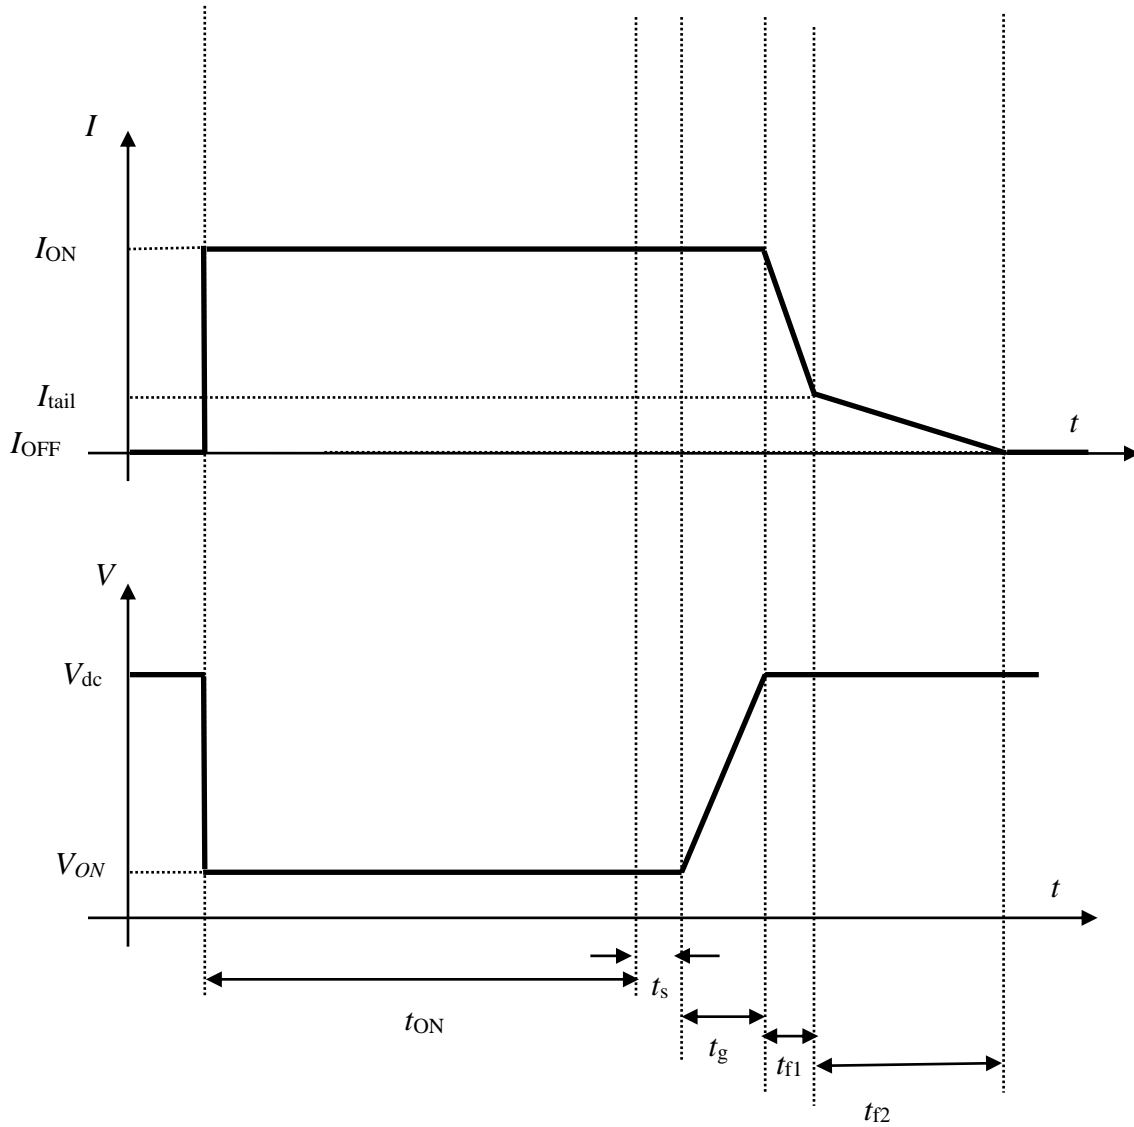 I
I_ON
I_tail
I_OFF
t
V
V_dc
V_ON
t
t_s
t_ON
t_g
t_f1
t_f2